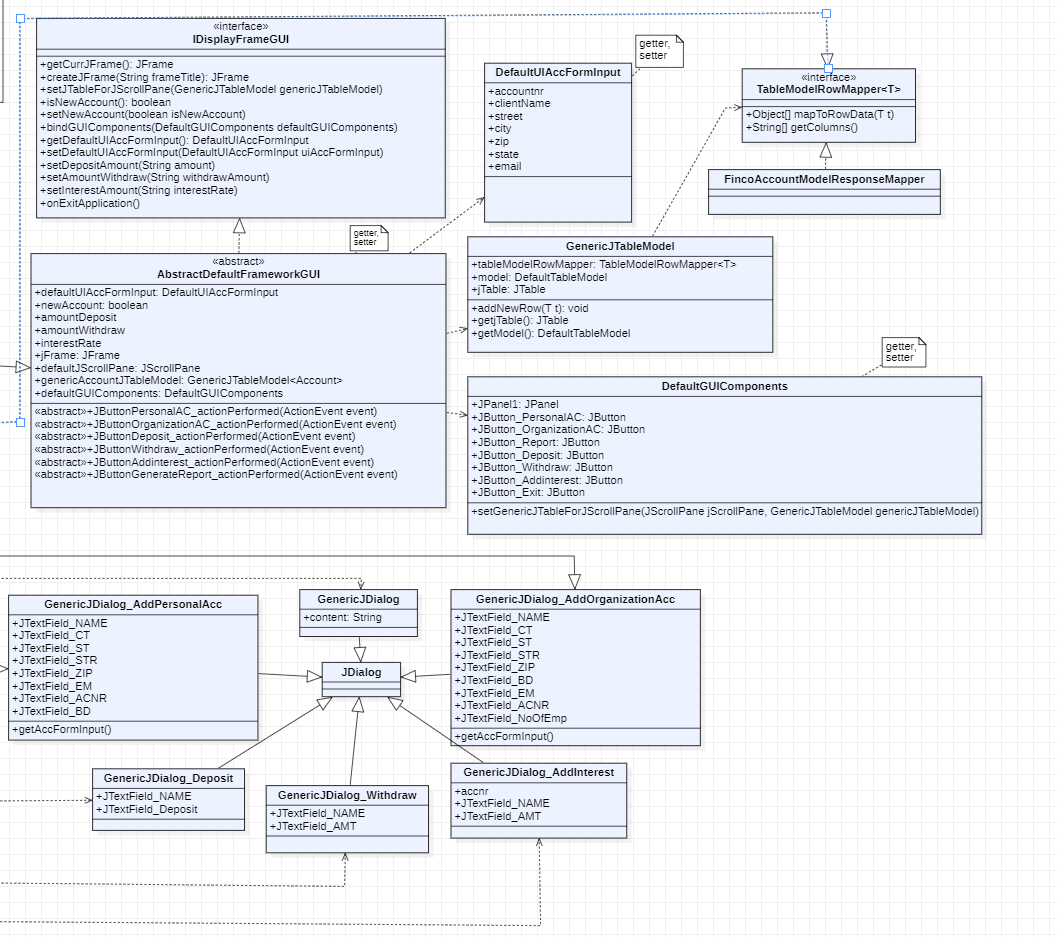 «interface»
IDisplayFrameGUI
+getCurrJFrame(): JFrame
+createJFrame(String frameTitle): JFrame
+setJTableForJScrollPane(GenericJTableModel genericJTableModel)
+isNewAccount(): boolean
+setNewAccount(boolean isNewAccount)
+bindGUIComponents(DefaultGUIComponents defaultGUIComponents)
+getDefaultUIAccFormInput(): DefaultUIAccFormInput
+setDefaultUIAccFormInput(DefaultUIAccFormInput uiAccFormInput)
+setDepositAmount(String amount)
+setAmountWithdraw(String withdrawAmount)
+setInterestAmount(String interestRate)
+onExitApplication()
getter,
setter
DefaultUIAccFormInput
+accountnr
+clientName
+street
+city
+zip
+state
+email
«interface»
TableModelRowMapper<T>
+Object[] mapToRowData(T t)
+String[] getColumns()
FincoAccountModelResponseMapper
getter,
setter
«abstract»
AbstractDefaultFrameworkGUI
+defaultUIAccFormInput: DefaultUIAccFormInput
+newAccount: boolean
+amountDeposit
+amountWithdraw
+interestRate
+jFrame: JFrame
+defaultJScrollPane: JScrollPane
+genericAccountJTableModel: GenericJTableModel<Account>
+defaultGUIComponents: DefaultGUIComponents
«abstract»+JButtonPersonalAC_actionPerformed(ActionEvent event)
«abstract»+JButtonOrganizationAC_actionPerformed(ActionEvent event)
«abstract»+JButtonDeposit_actionPerformed(ActionEvent event)
«abstract»+JButtonWithdraw_actionPerformed(ActionEvent event)
«abstract»+JButtonAddinterest_actionPerformed(ActionEvent event)
«abstract»+JButtonGenerateReport_actionPerformed(ActionEvent event)
GenericJTableModel
+tableModelRowMapper: TableModelRowMapper<T>
+model: DefaultTableModel
+jTable: JTable
+addNewRow(T t): void
+getjTable(): JTable
+getModel(): DefaultTableModel
getter,
setter
DefaultGUIComponents
+JPanel1: JPanel
+JButton_PersonalAC: JButton
+JButton_OrganizationAC: JButton
+JButton_Report: JButton
+JButton_Deposit: JButton
+JButton_Withdraw: JButton
+JButton_Addinterest: JButton
+JButton_Exit: JButton
+setGenericJTableForJScrollPane(JScrollPane jScrollPane, GenericJTableModel genericJTableModel)
GenericJDialog_AddPersonalAcc
+JTextField_NAME
+JTextField_CT
+JTextField_ST
+JTextField_STR
+JTextField_ZIP
+JTextField_EM
+JTextField_ACNR
+JTextField_BD
+getAccFormInput()
GenericJDialog
+content: String
JDialog
GenericJDialog_AddOrganizationAcc
+JTextField_NAME
+JTextField_CT
+JTextField_ST
+JTextField_STR
+JTextField_ZIP
+JTextField_BD
+JTextField_EM
+JTextField_ACNR
+JTextField_NoOfEmp
+getAccFormInput()
GenericJDialog_Deposit
+JTextField_NAME
+JTextField_Deposit
GenericJDialog_Withdraw
+JTextField_NAME
+JTextField_AMT
GenericJDialog_AddInterest
+accnr
+JTextField_NAME
+JTextField_AMT